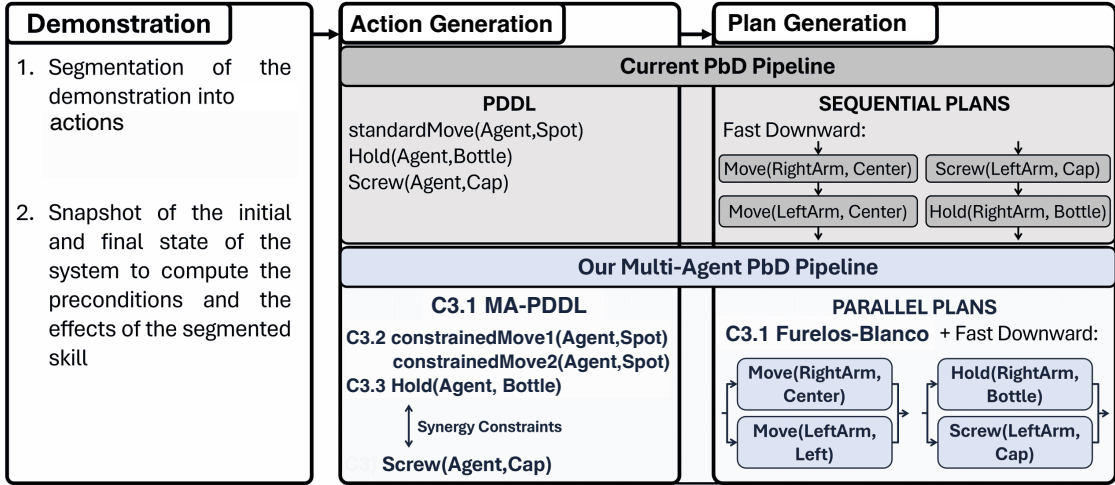 Demonstration
1. Segmentation of the
demonstration into
actions
2. Snapshot of the initial
and final state of the
system to compute the
preconditions and the
effects of the segmented
skill
Action Generation
Plan Generation
Current PbD Pipeline
PDDL
standardMove(Agent,Spot)
Hold(Agent,Bottle)
Screw(Agent,Cap)
SEQUENTIAL PLANS
Fast Downward:
Move(RightArm, Center)
Move(LeftArm, Center)
Screw(LeftArm, Cap)
Hold(RightArm, Bottle)
Our Multi-Agent PbD Pipeline
C3.1 MA-PDDL
C3.2 constrainedMove1(Agent,Spot)
constrainedMove2(Agent,Spot)
C3.3 Hold(Agent, Bottle)
Synergy Constraints
Screw(Agent,Cap)
PARALLEL PLANS
C3.1 Furelos-Blanco + Fast Downward:
Move(RightArm,
Center)
Move(LeftArm,
Left)
Hold(RightArm,
Bottle)
Screw(LeftArm,
Cap)